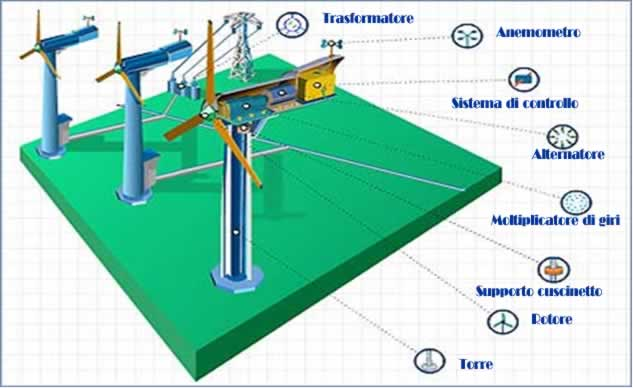 Trasformatore
Anemometro
Sistema di controllo
Alternatore
Moltiplicatore di giri
Supporto cuscinetto
Rotore
Torre